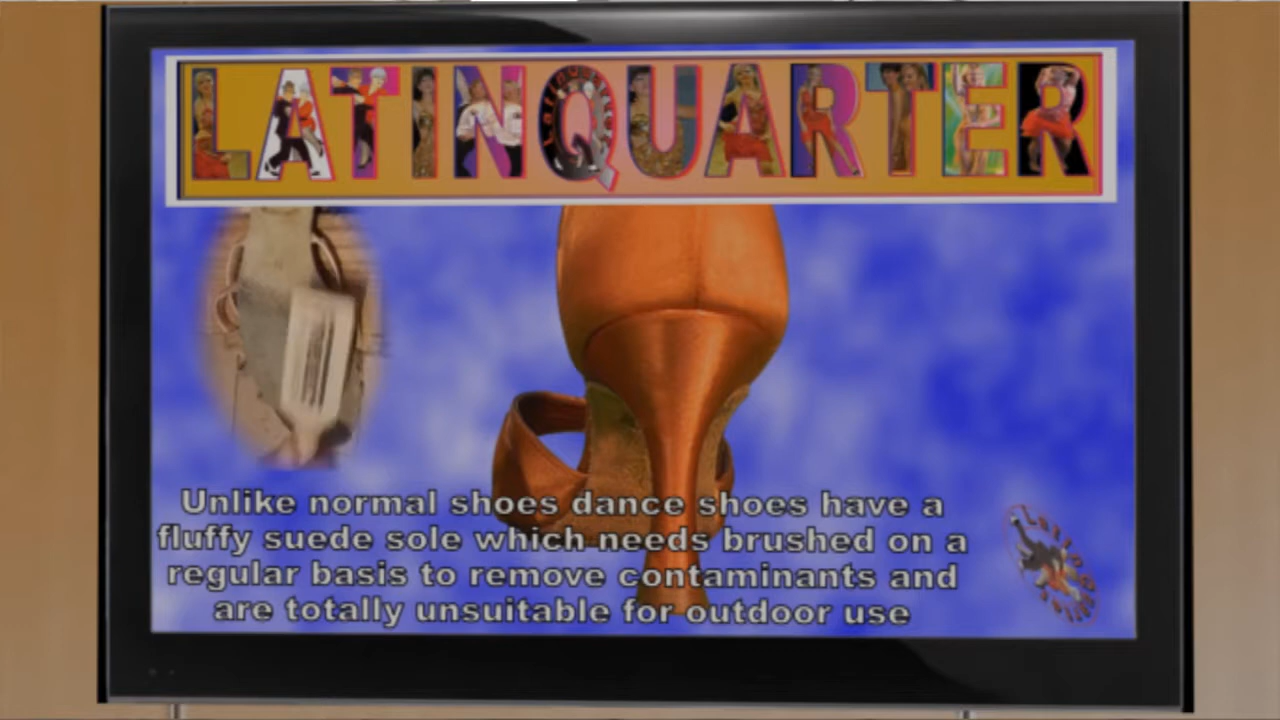 LATINQUARTER
Unlike normal shoes dance shoes have a
fluffy suede sole which needs brushed on a
regular basis to remove contaminants and
are totally unsuitable for outdoor use